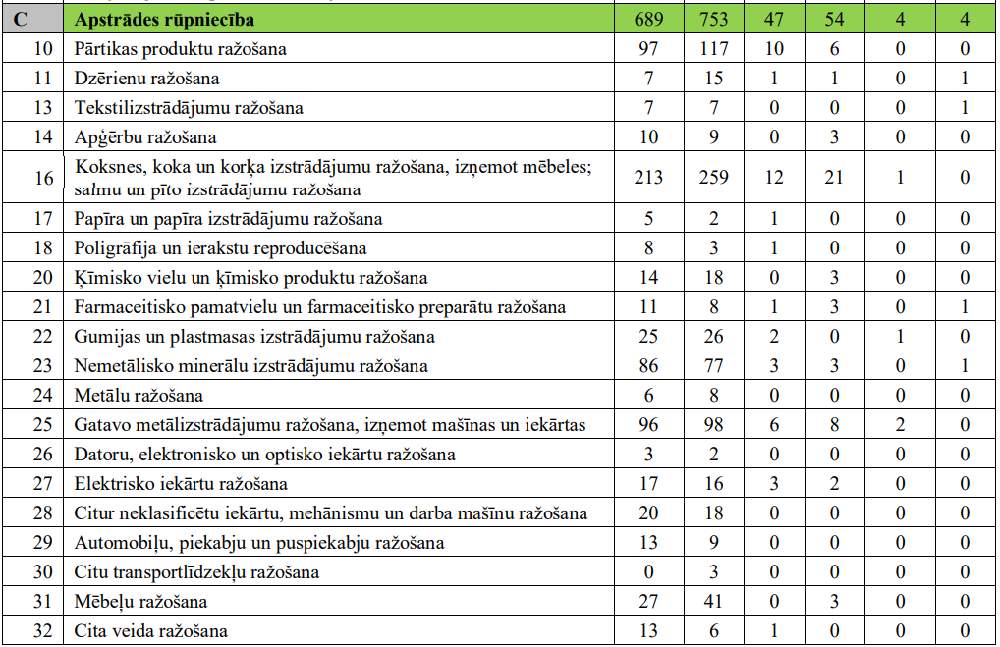 C Apstrādes rūpniecība 689 753 47 54 4 4
10 Pārtikas produktu ražošana 97 117 10 6 0 0
11 Dzērienu ražošana 7 15 1 1 0 1
13 Tekstilizstrādājumu ražošana 7 7 0 0 0 1
14 Apģērbu ražošana 10 9 0 3 0 0
16 Koksnes, koka un korķa izstrādājumu ražošana, izņemot mēbeles; 213 259 12 21 1 0
salmu un pīto izstrādājumu ražošana
17 Papīra un papīra izstrādājumu ražošana 5 2 1 0 0 0
18 Poligrāfija un ierakstu reproducēšana 8 3 1 0 0 0
20 Ķīmisko vielu un ķīmisko produktu ražošana 14 18 0 3 0 0
21 Farmaceitisko pamatvielu un farmaceitisko preparātu ražošana 11 8 1 3 0 1
22 Gumijas un plastmasas izstrādājumu ražošana 25 26 2 0 1 0
23 Nemetālisko minerālu izstrādājumu ražošana 86 77 3 3 0 1
24 Metālu ražošana 6 8 0 0 0 0
25 Gatavo metālizstrādājumu ražošana, izņemot mašīnas un iekārtas 96 98 6 8 2 0
26 Datoru, elektronisko un optisko iekārtu ražošana 3 2 0 0 0 0
27 Elektrisko iekārtu ražošana 17 16 3 2 0 0
28 Citur neklasificētu iekārtu, mehānismu un darba mašīnu ražošana 20 18 0 0 0 0
29 Automobiļu, piekabju un puspiekabju ražošana 13 9 0 0 0 0
30 Citu transportlīdzekļu ražošana 0 3 0 0 0 0
31 Mēbeļu ražošana 27 41 0 3 0 0
32 Cita veida ražošana 13 6 1 0 0 0